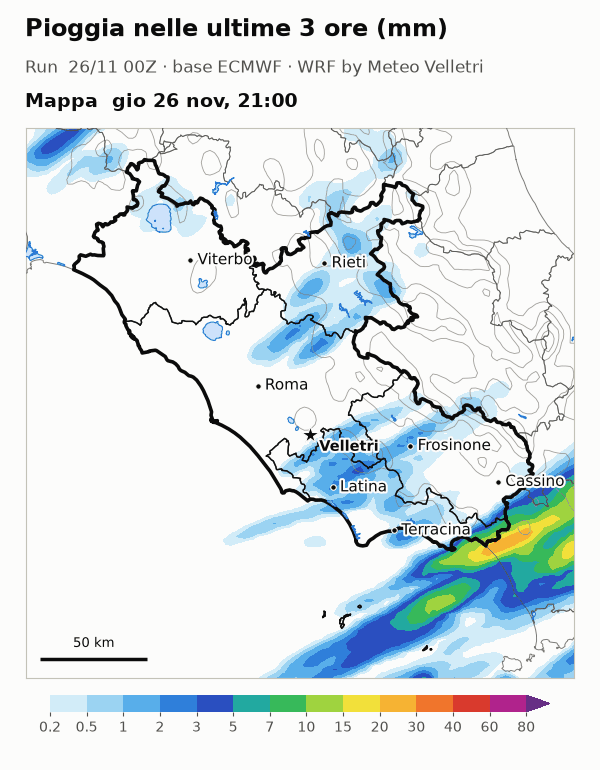 Pioggia nelle ultime 3 ore (mm)
Run  26/11 00Z · base ECMWF · WRF by Meteo Velletri
Mappa  gio 26 nov, 21:00
Viterbo
Rieti
Roma
Velletri
Frosinone
Latina
Cassino
Terracina
50 km
0.2 0.5 1 2 3 5 7 10 15 20 30 40 60 80